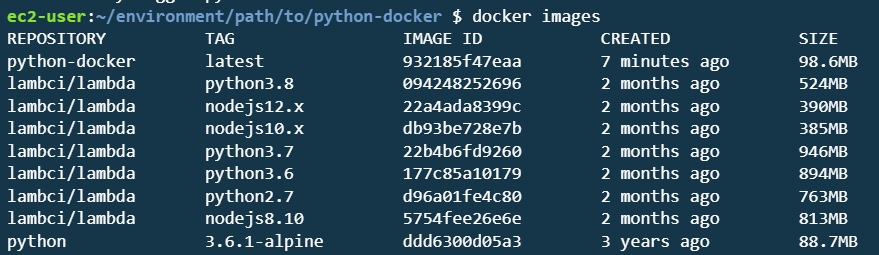 ec2-user:~/environment/path/to/python-docker $ docker images
REPOSITORY TAG IMAGE ID CREATED SIZE
python-docker latest 932185f47eaa 7 minutes ago 98.6MB
lambci/lambda python3.8 094248252696 2 months ago 524MB
lambci/lambda nodejs12.x 22a4ada8399c 2 months ago 390MB
lambci/lambda nodejs10.x db93be728e7b 2 months ago 385MB
lambci/lambda python3.7 22b4b6fd9260 2 months ago 946MB
lambci/lambda python3.6 177c85a10179 2 months ago 894MB
lambci/lambda python2.7 d96a01fe4c80 2 months ago 763MB
lambci/lambda nodejs8.10 5754fee26e6e 2 months ago 813MB
python 3.6.1-alpine ddd6300d05a3 3 years ago 88.7MB